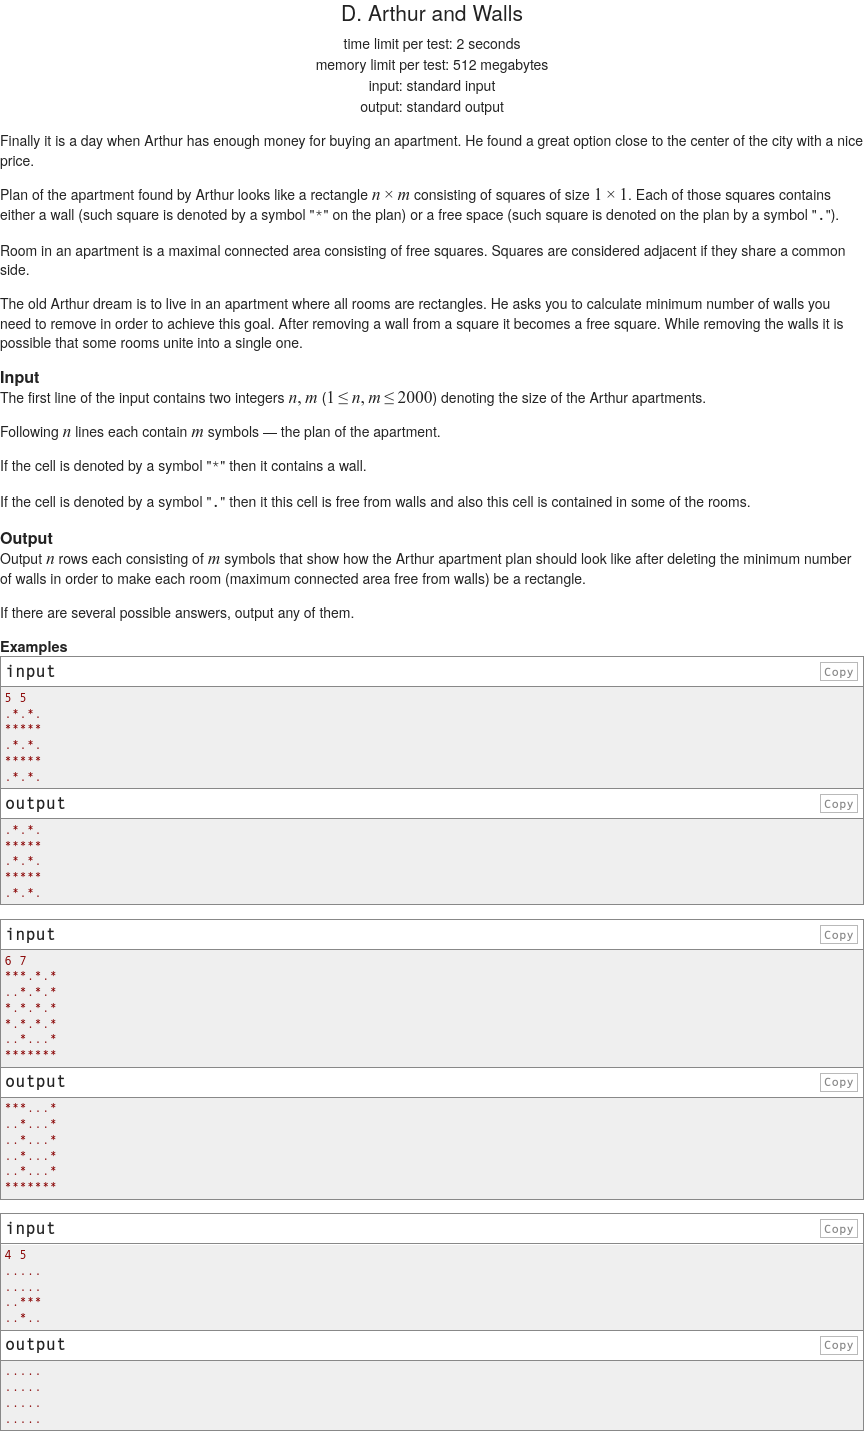 D. Arthur and Walls
time limit per test: 2 seconds
memory limit per test: 512 megabytes
input: standard input
output: standard output
Finally it is a day when Arthur has enough money for buying an apartment. He found a great option close to the center of the city with a nice
price.
Plan of the apartment found by Arthur looks like a rectangle n × m consisting of squares of size 1 × 1. Each of those squares contains
either a wall (such square is denoted by a symbol "*" on the plan) or a free space (such square is denoted on the plan by a symbol ".").
Room in an apartment is a maximal connected area consisting of free squares. Squares are considered adjacent if they share a common
side.
The old Arthur dream is to live in an apartment where all rooms are rectangles. He asks you to calculate minimum number of walls you
need to remove in order to achieve this goal. After removing a wall from a square it becomes a free square. While removing the walls it is
possible that some rooms unite into a single one.
Input
The first line of the input contains two integers n, m (1 ≤ n, m ≤ 2000) denoting the size of the Arthur apartments.
Following n lines each contain m symbols — the plan of the apartment.
If the cell is denoted by a symbol "*" then it contains a wall.
If the cell is denoted by a symbol "." then it this cell is free from walls and also this cell is contained in some of the rooms.
Output
Output n rows each consisting of m symbols that show how the Arthur apartment plan should look like after deleting the minimum number
of walls in order to make each room (maximum connected area free from walls) be a rectangle.
If there are several possible answers, output any of them.
Examples
input Copy
5 5
.*.*.
*****
.*.*.
*****
.*.*.
output Copy
.*.*.
*****
.*.*.
*****
.*.*.
input Copy
6 7
***.*.*
..*.*.*
*.*.*.*
*.*.*.*
..*...*
*******
output Copy
***...*
..*...*
..*...*
..*...*
..*...*
*******
input Copy
4 5
.....
.....
..***
..*..
output Copy
.....
.....
.....
.....